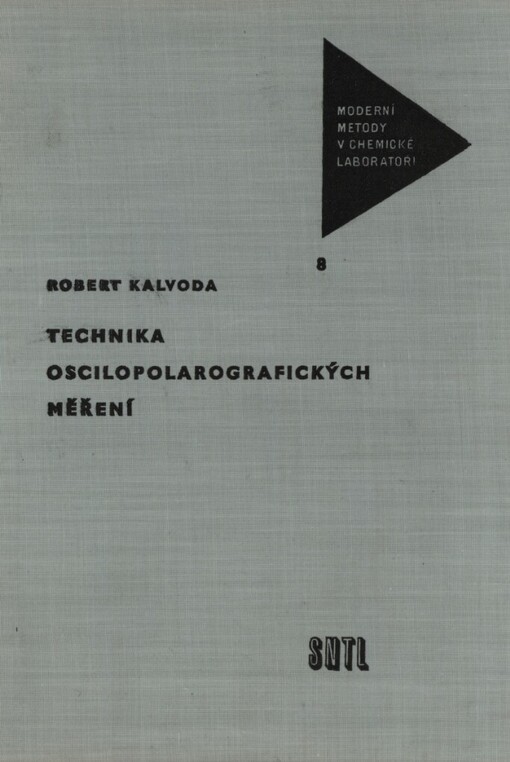 MODERNÍ
METODY
V CHEMICKÉ
LABORATOŘI
8
ROBERT KALVODA
TECHNIKA
OSCILOPOLAROGRAFICKÝCH
MĚŘENÍ
SNTL